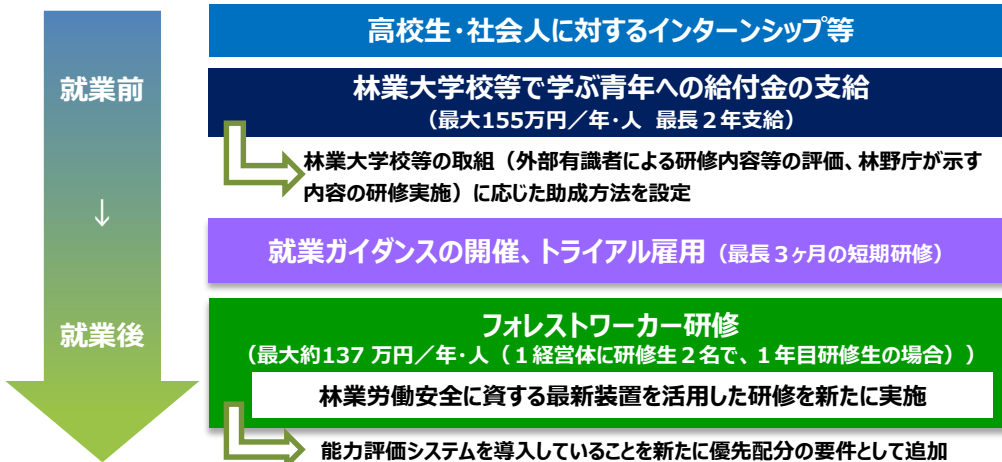 高校生・社会人に対するインターンシップ等
就業前
林業大学校等で学ぶ青年への給付金の支給
（最大155万円／年・人 最長２年支給）
林業大学校等の取組（外部有識者による研修内容等の評価、林野庁が示す
内容の研修実施）に応じた助成方法を設定
↓
就業ガイダンスの開催、トライアル雇用（最長３ヶ月の短期研修）
就業後
フォレストワーカー研修
（最大約137 万円／年・人（１経営体に研修生２名で、１年目研修生の場合））
林業労働安全に資する最新装置を活用した研修を新たに実施
能力評価システムを導入していることを新たに優先配分の要件として追加